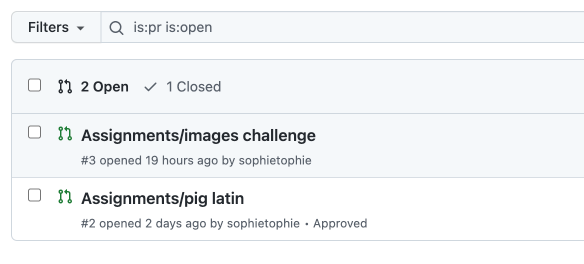 Filters is:pr is:open
2 Open 1 Closed
Assignments/images challenge
#3 opened 19 hours ago by sophietophie
Assignments/pig latin
#2 opened 2 days ago by sophietophie • Approved